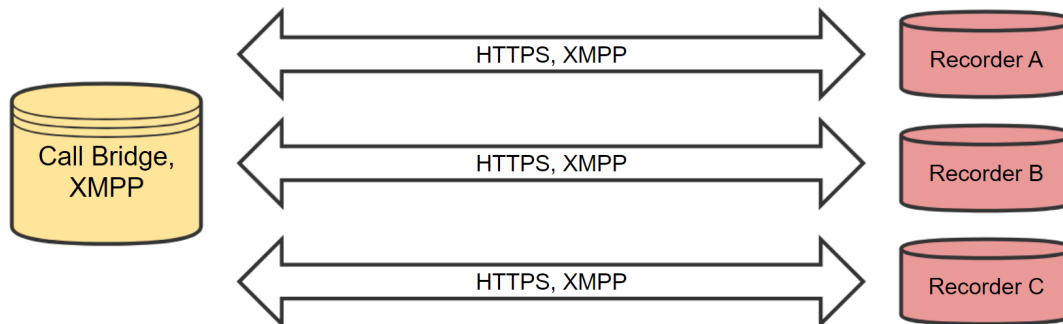 HTTPS, XMPP
Recorder A
Call Bridge,
XMPP
HTTPS, XMPP
Recorder B
HTTPS, XMPP
Recorder C